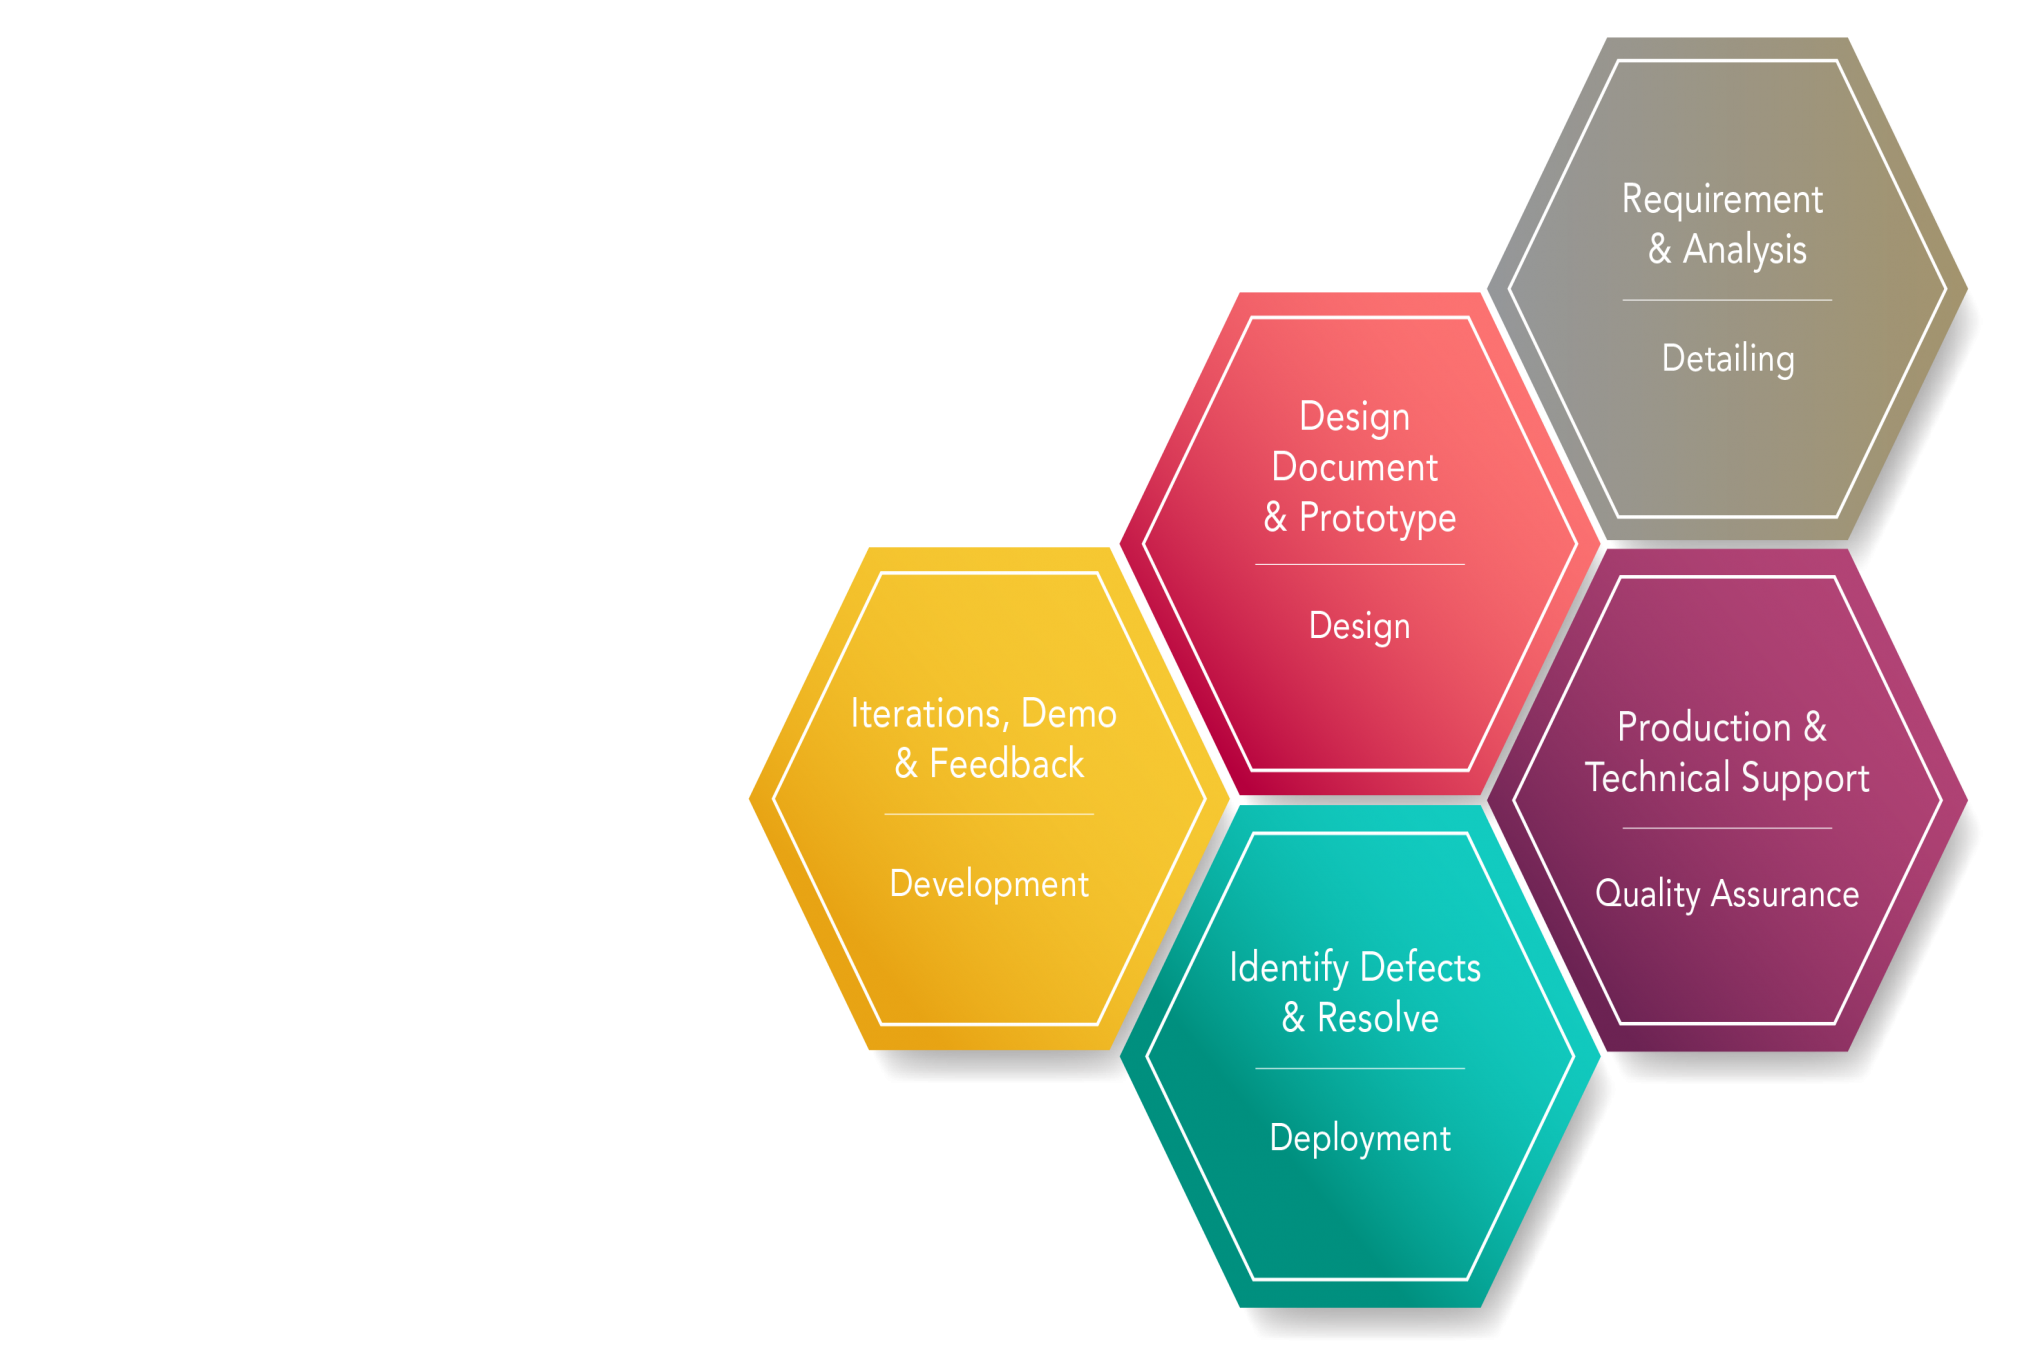 Requirement
& Analysis
Detailing
Design
Document
& Prototype
Design
Iterations, Demo
& Feedback
Development
Production &
Technical Support
Quality Assurance
Identify Defects
& Resolve
Deployment